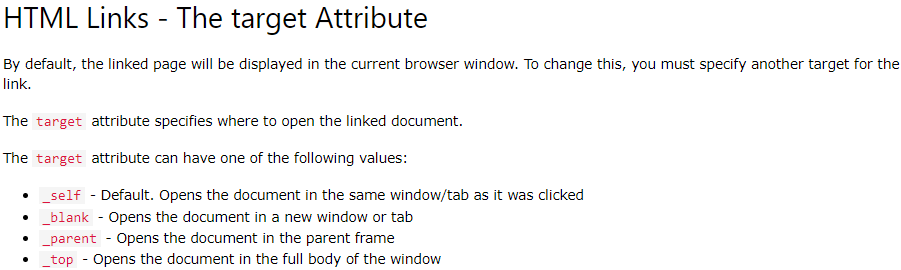 HTML Links - The target Attribute
By default, the linked page will be displayed in the current browser window. To change this, you must specify another target for the
link.
The target attribute specifies where to open the linked document.
The target attribute can have one of the following values:
• _self - Default. Opens the document in the same window/tab as it was clicked
• _blank - Opens the document in a new window or tab
• _parent - Opens the document in the parent frame
• _top - Opens the document in the full body of the window